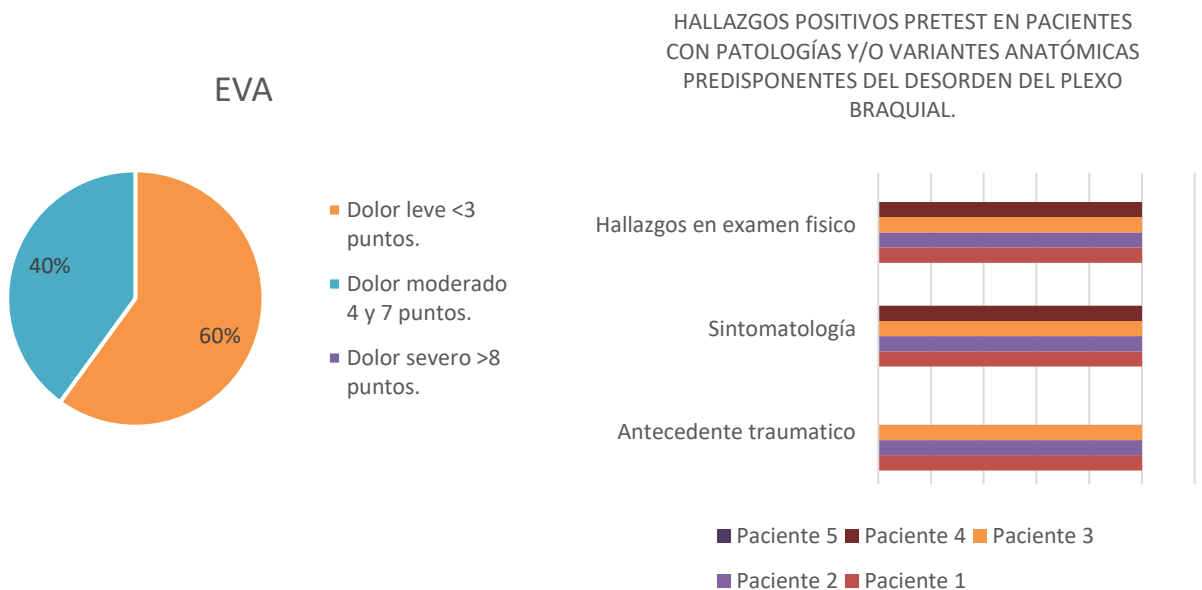 EVA
40%
60%
Dolor leve <3
puntos.
Dolor moderado
4 y 7 puntos.
Dolor severo >8
puntos.
HALLAZGOS POSITIVOS PRETEST EN PACIENTES
CON PATOLOGÍAS Y/O VARIANTES ANATÓMICAS
PREDISPONENTES DEL DESORDEN DEL PLEXO
BRAQUIAL.
Hallazgos en examen fisico
Sintomatología
Antecedente traumatico
Paciente 5 Paciente 4 Paciente 3
Paciente 2 Paciente 1